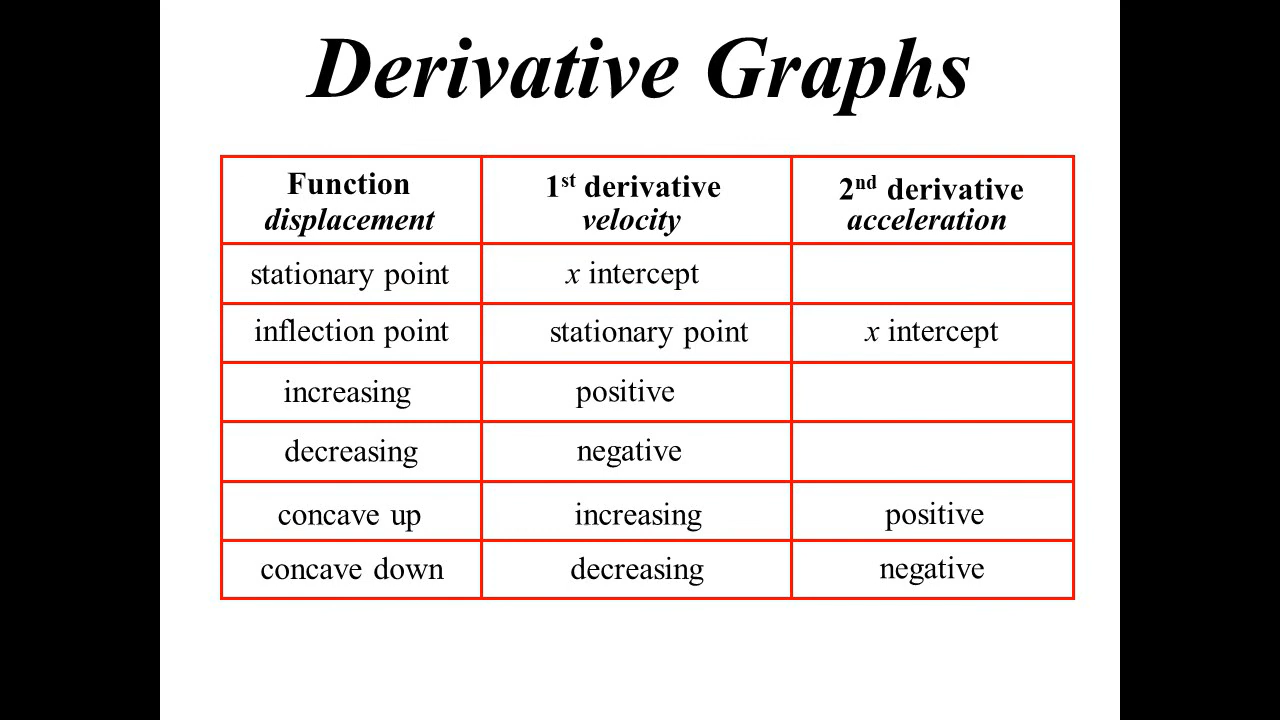 Derivative Graphs
Function 1st derivative 2nd derivative
displacement velocity acceleration
stationary point x intercept
inflection point stationary point x intercept
increasing positive
decreasing negative
concave up increasing positive
concave down decreasing negative